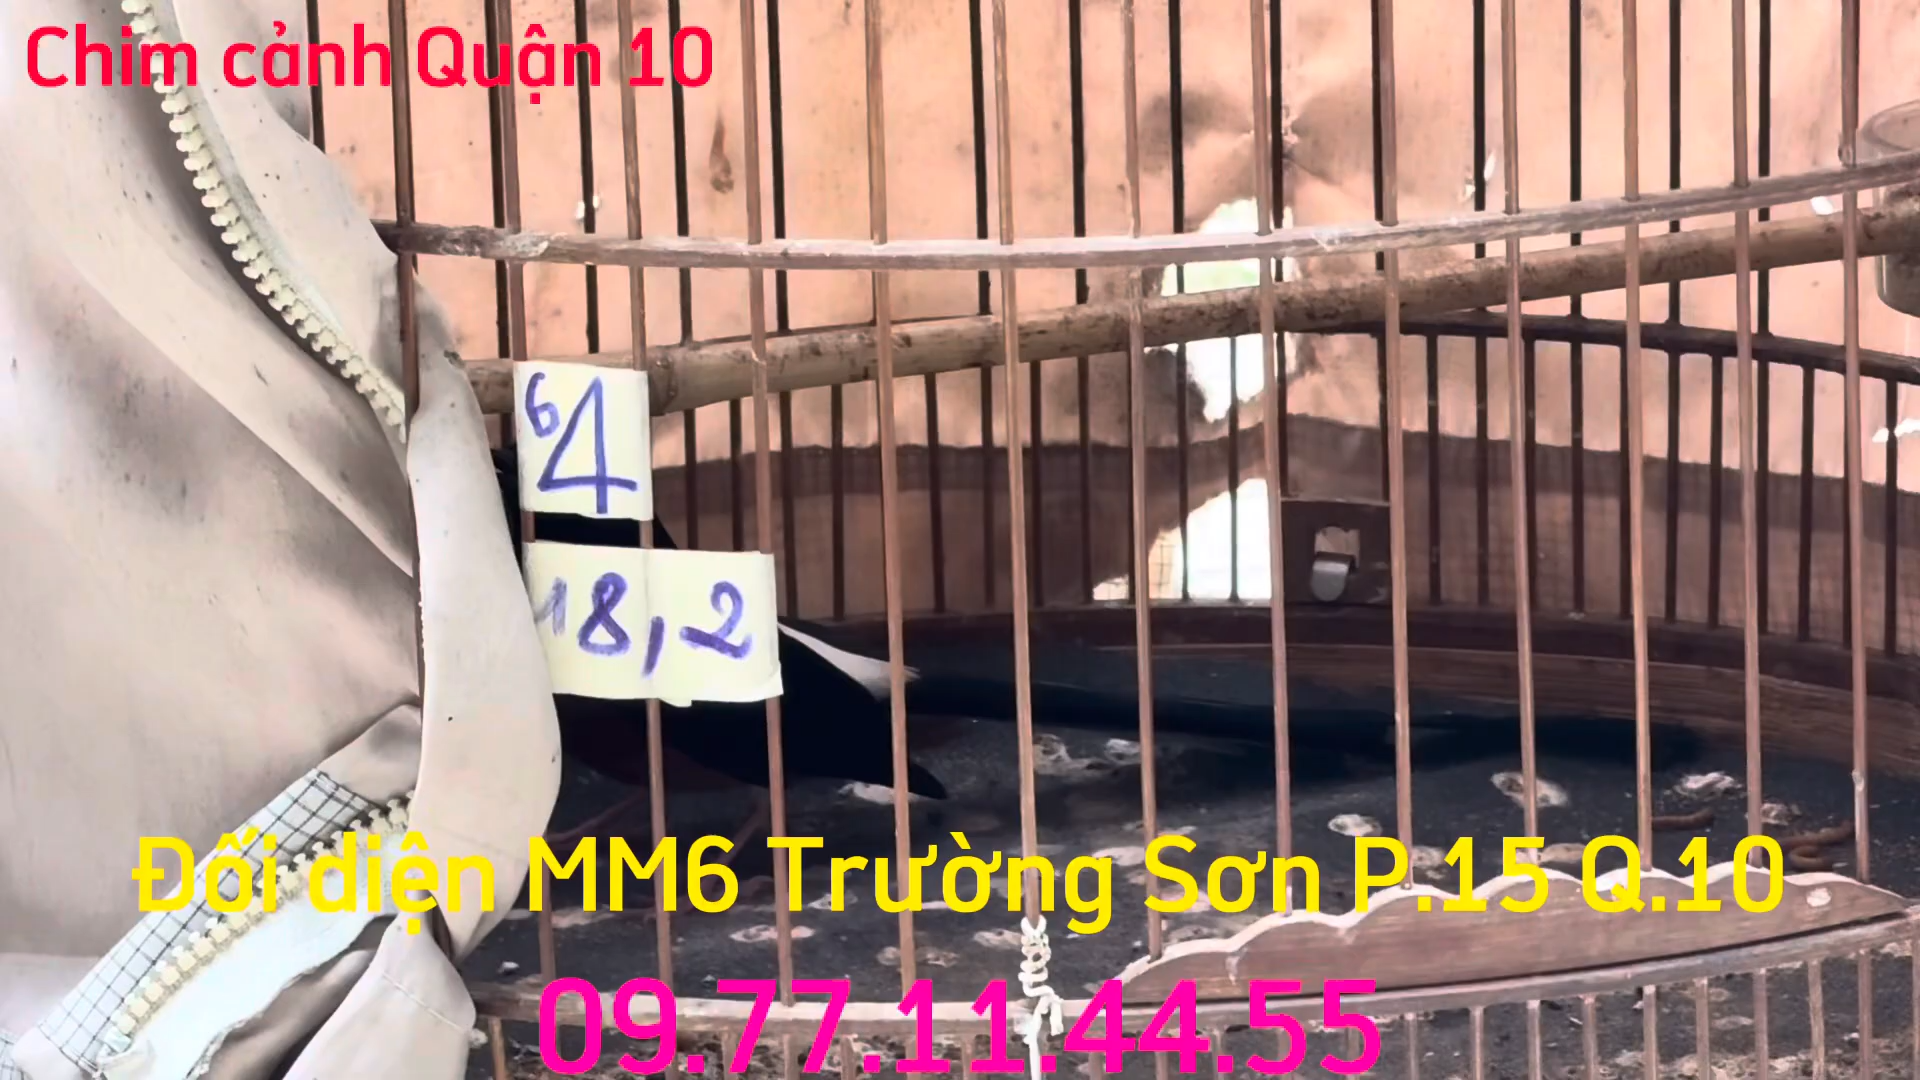 Chim cảnh Quận 10
64
18,2
Đối diện MM6 Trường Sơn P.15 Q.10
09.77.11.44.55